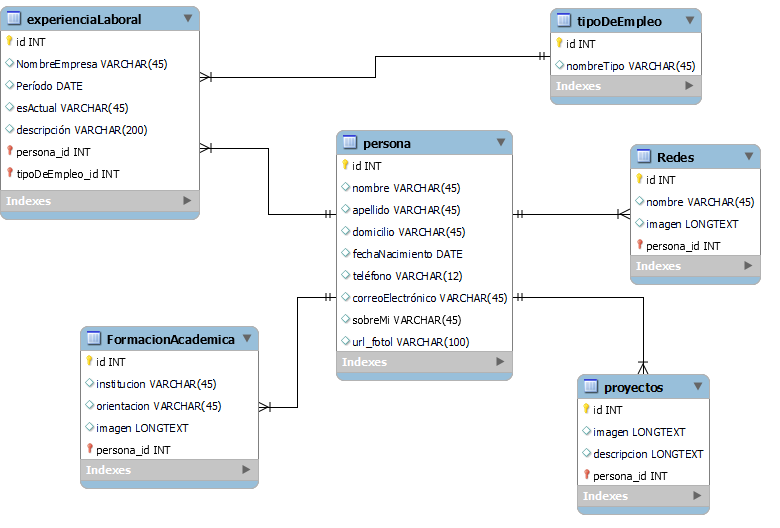 experienciaLaboral
id INT
NombreEmpresa VARCHAR(45)
Período DATE
esActual VARCHAR(45)
descripción VARCHAR(200)
persona_id INT
tipoDeEmpleo_id INT
Indexes
tipoDeEmpleo
id INT
nombreTipo VARCHAR(45)
Indexes
persona
id INT
nombre VARCHAR(45)
apellido VARCHAR(45)
domicilio VARCHAR(45)
fechaNacimiento DATE
teléfono VARCHAR(12)
correoElectrónico VARCHAR(45)
sobreMi VARCHAR(45)
url_fotol VARCHAR(100)
Indexes
Redes
id INT
nombre VARCHAR(45)
imagen LONGTEXT
persona_id INT
Indexes
FormacionAcademica
id INT
institucion VARCHAR(45)
orientacion VARCHAR(45)
imagen LONGTEXT
persona_id INT
Indexes
proyectos
id INT
imagen LONGTEXT
descripcion LONGTEXT
persona_id INT
Indexes